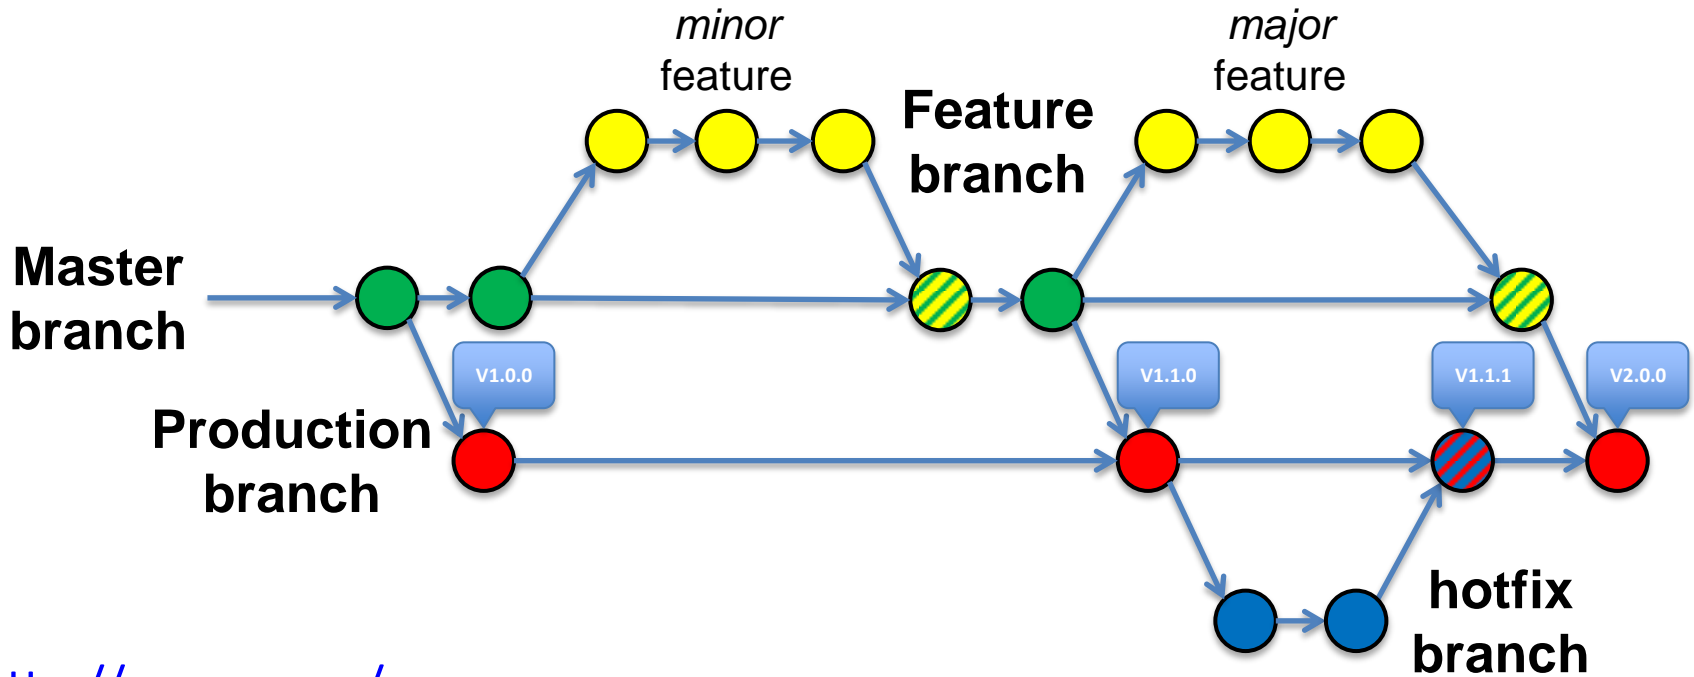 minor
feature
major
feature
Feature
branch
Master
branch
V1.0.0
V1.1.0
V1.1.1
V2.0.0
Production
branch
hotfix
branch